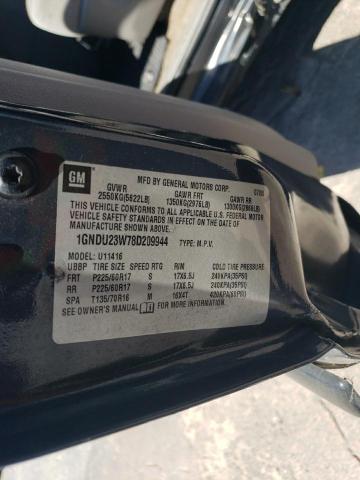 GM
MFD BY GENERAL MOTORS CORP.
GVWR GAWR FRT GAWR RR
2550KG(5622LB) 1350KG(2976LB) 1300KG(2866LB)
THIS VEHICLE CONFORMS TO ALL APPLICABLE U.S. FEDERAL MOTOR
VEHICLE SAFETY STANDARDS IN EFFECT ON THE
DATE OF MANUFACTURE SHOWN ABOVE.
1GNDU23W78D209944 TYPE: M.P.V.
MODEL: U11416
TIRE SIZE SPEED RTG RIM COLD TIRE PRESSURE
FRT P225/60R17 S 17X6.5J 240KPA(35PSI)
RR P225/60R17 S 17X6.5J 240KPA(35PSI)
SPA T135/70R16 M 16X4T 420KPA(60PSI)
SEE OWNER'S MANUAL FOR MORE INFORMATION.